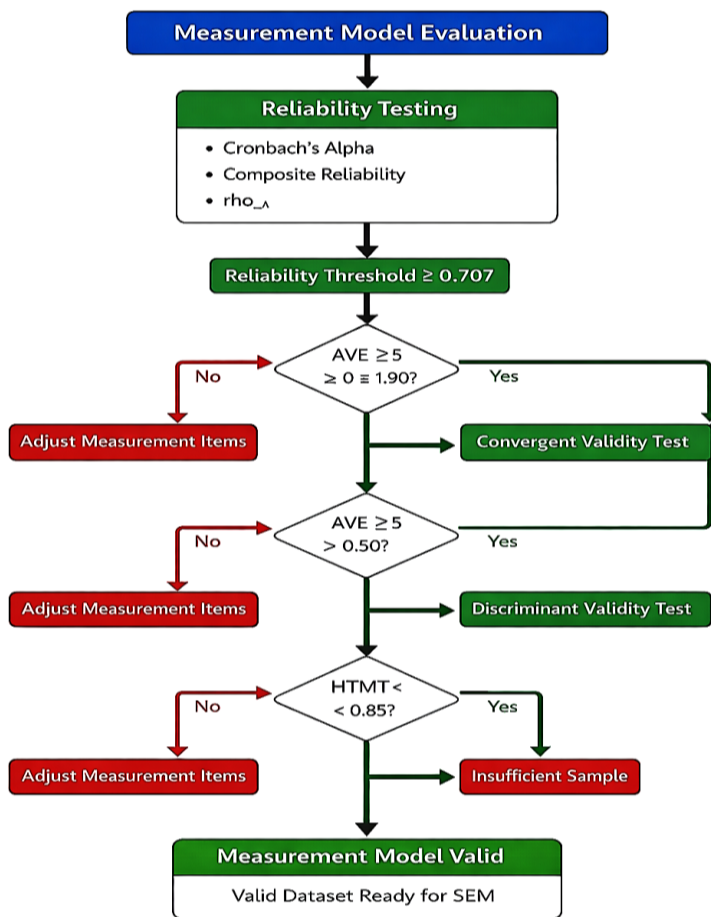 Measurement Model Evaluation
Reliability Testing
• Cronbach's Alpha
• Composite Reliability
• rho_ʌ
Reliability Threshold ≥ 0.707
AVE ≥5
≥ 0 ≡ 1.90?
No
Yes
Adjust Measurement Items
Convergent Validity Test
AVE ≥5
> 0.50?
No
Yes
Adjust Measurement Items
Discriminant Validity Test
HTMT <
< 0.85?
No
Yes
Adjust Measurement Items
Insufficient Sample
Measurement Model Valid
Valid Dataset Ready for SEM